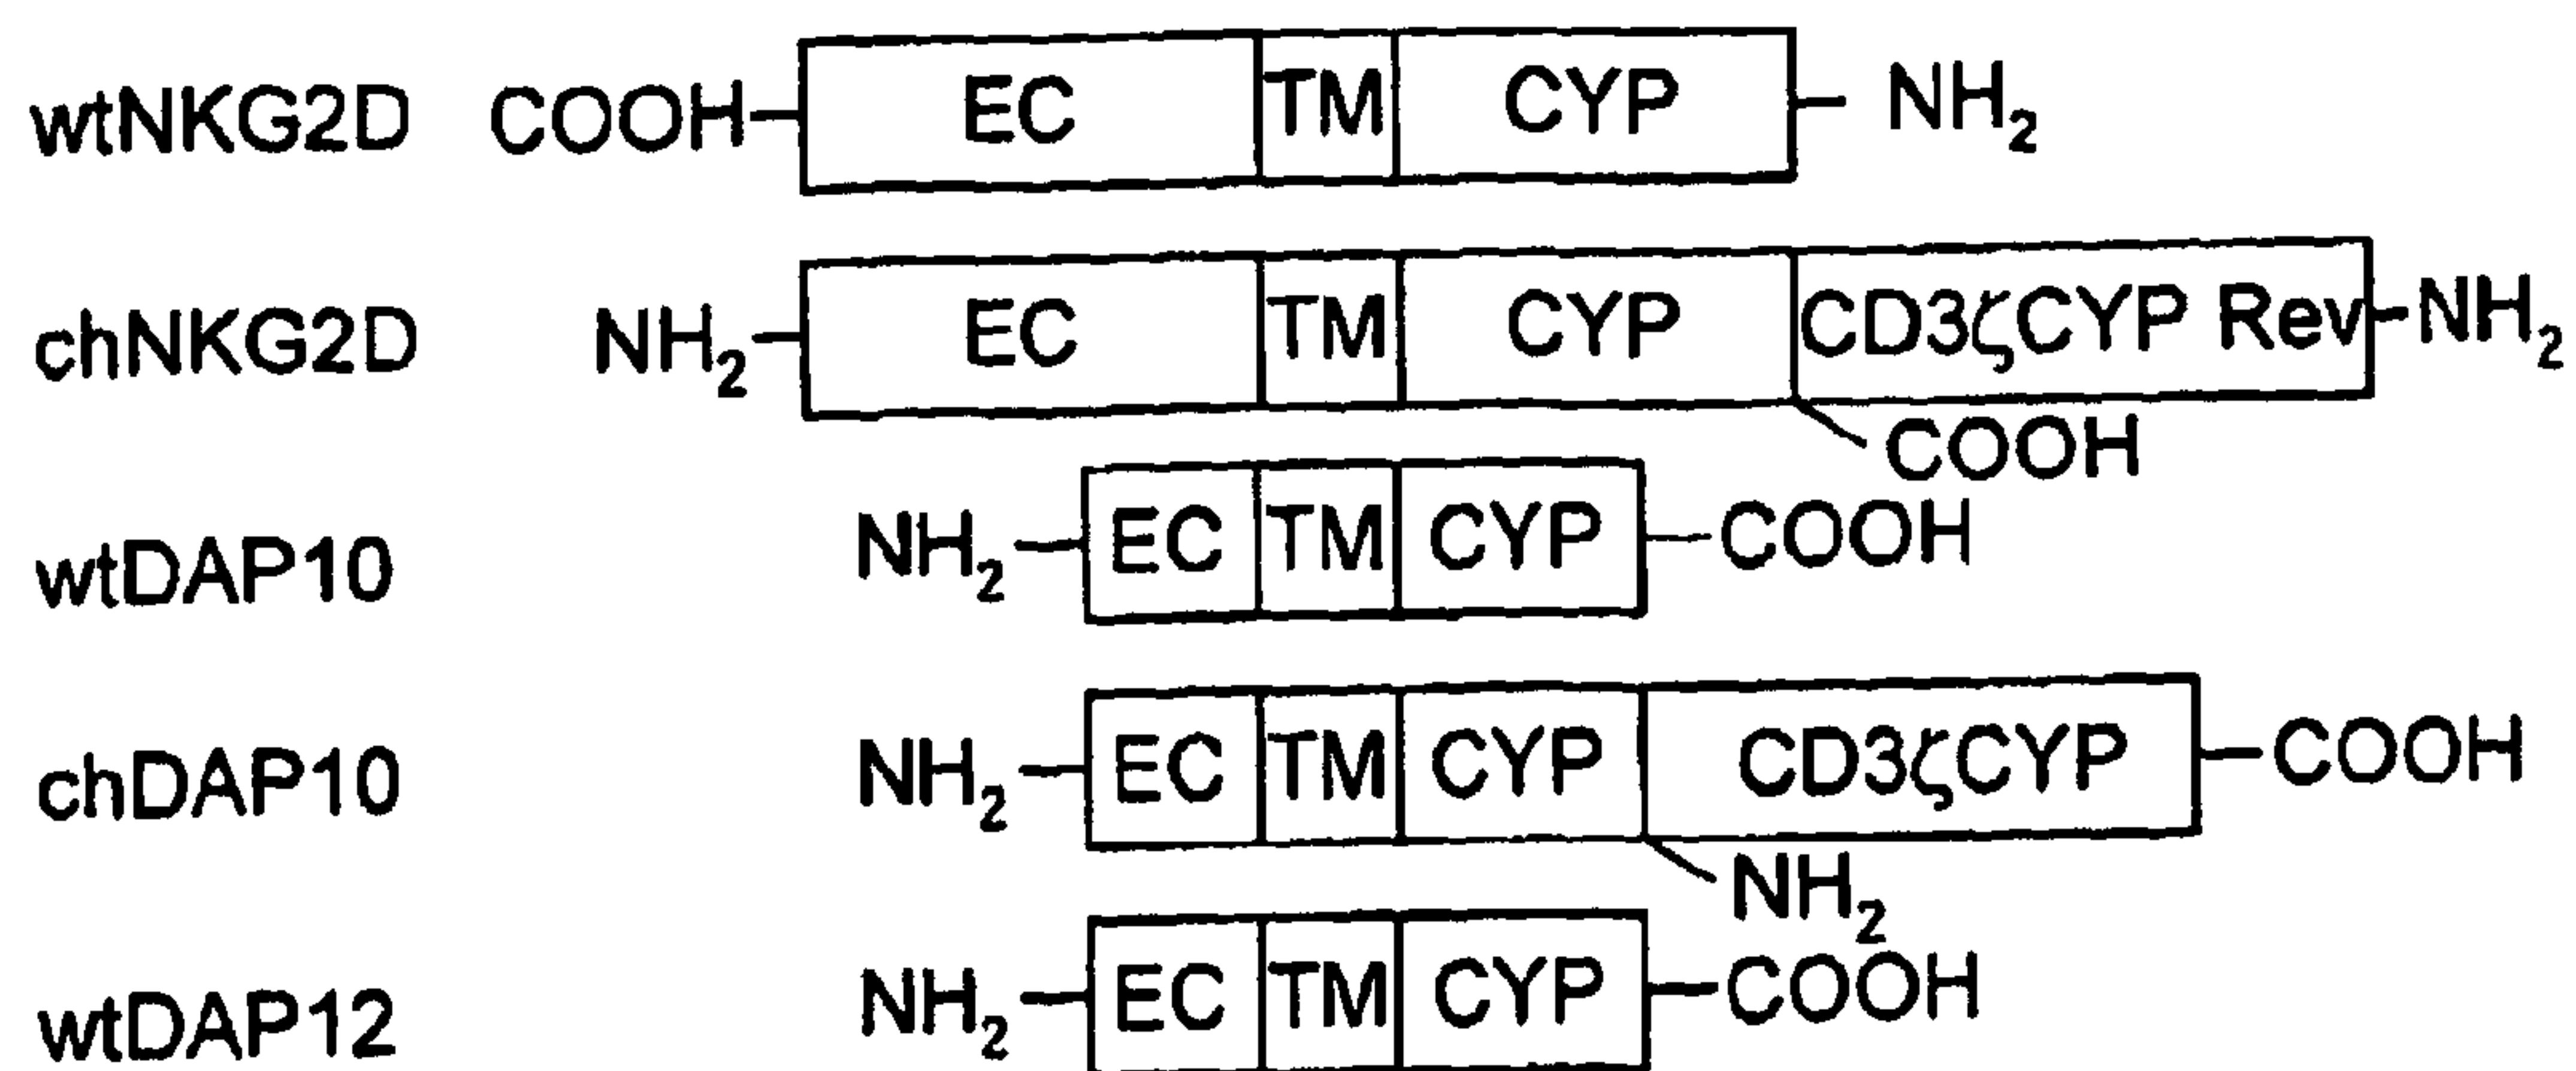 wtNKG2D COOH EC TM CYP NH₂
chNKG2D NH₂ EC TM CYP CD3ζCYP Rev NH₂
COOH
wtDAP10 NH₂ EC TM CYP COOH
chDAP10 NH₂ EC TM CYP CD3ζCYP COOH
NH₂
wtDAP12 NH₂ EC TM CYP COOH